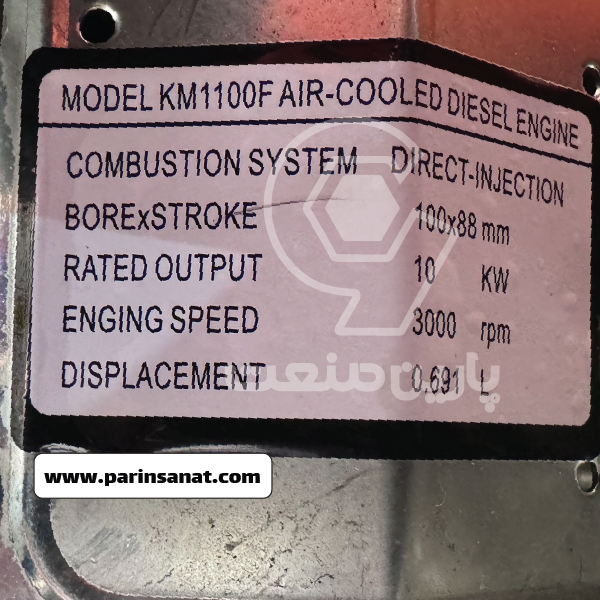 MODEL KM1100F AIR-COOLED DIESEL ENGINE
COMBUSTION SYSTEM DIRECT-INJECTION
BORExSTROKE 100x88 mm
RATED OUTPUT 10 KW
ENGING SPEED 3000 rpm
DISPLACEMENT 0.691 L
پارین صنعت
www.parinsanat.com